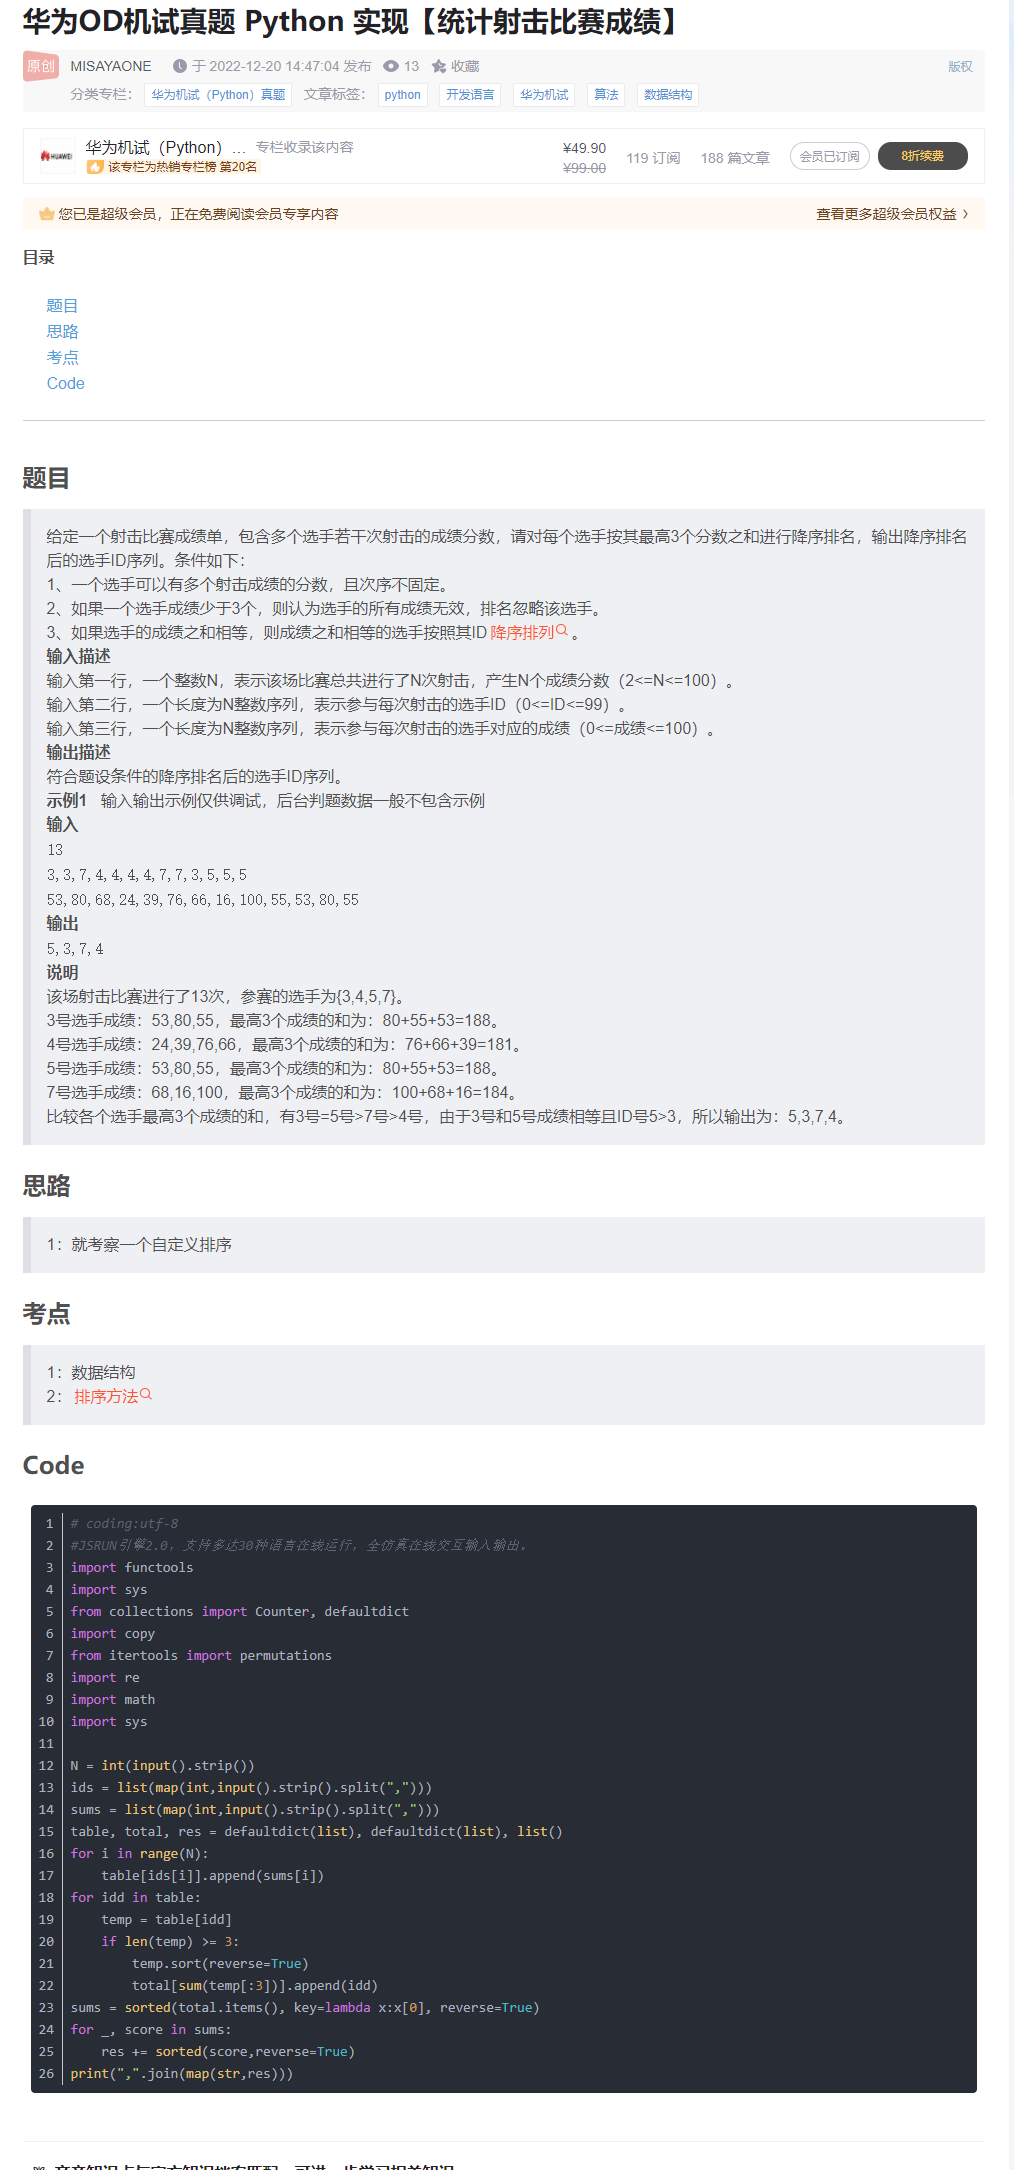 华为OD机试真题 Python 实现【统计射击比赛成绩】
原创 MISAYAONE 于 2022-12-20 14:47:04 发布 13 收藏 版权
分类专栏： 华为机试（Python）真题 文章标签： python 开发语言 华为机试 算法 数据结构
HUAWEI 华为机试（Python）... 专栏收录该内容
该专栏为热销专栏榜 第20名
¥49.90
¥99.00
119 订阅 188 篇文章 会员已订阅 8折续费
您已是超级会员，正在免费阅读会员专享内容 查看更多超级会员权益 >
目录
题目
思路
考点
Code
题目
给定一个射击比赛成绩单，包含多个选手若干次射击的成绩分数，请对每个选手按其最高3个分数之和进行降序排名，输出降序排名
后的选手ID序列。条件如下：
1、一个选手可以有多个射击成绩的分数，且次序不固定。
2、如果一个选手成绩少于3个，则认为选手的所有成绩无效，排名忽略该选手。
3、如果选手的成绩之和相等，则成绩之和相等的选手按照其ID 降序排列 。
输入描述
输入第一行，一个整数N，表示该场比赛总共进行了N次射击，产生N个成绩分数（2<=N<=100）。
输入第二行，一个长度为N整数序列，表示参与每次射击的选手ID（0<=ID<=99）。
输入第三行，一个长度为N整数序列，表示参与每次射击的选手对应的成绩（0<=成绩<=100）。
输出描述
符合题设条件的降序排名后的选手ID序列。
示例1 输入输出示例仅供调试，后台判题数据一般不包含示例
输入
13
3,3,7,4,4,4,4,7,7,3,5,5,5
53,80,68,24,39,76,66,16,100,55,53,80,55
输出
5,3,7,4
说明
该场射击比赛进行了13次，参赛的选手为{3,4,5,7}。
3号选手成绩：53,80,55，最高3个成绩的和为：80+55+53=188。
4号选手成绩：24,39,76,66，最高3个成绩的和为：76+66+39=181。
5号选手成绩：53,80,55，最高3个成绩的和为：80+55+53=188。
7号选手成绩：68,16,100，最高3个成绩的和为：100+68+16=184。
比较各个选手最高3个成绩的和，有3号=5号>7号>4号，由于3号和5号成绩相等且ID号5>3，所以输出为：5,3,7,4。
思路
1：就考察一个自定义排序
考点
1：数据结构
2： 排序方法
Code
1 # coding:utf-8
2 #JSRUN引擎2.0，支持多达30种语言在线运行，全仿真在线交互输入输出。
3 import functools
4 import sys
5 from collections import Counter, defaultdict
6 import copy
7 from itertools import permutations
8 import re
9 import math
10 import sys
11
12 N = int(input().strip())
13 ids = list(map(int,input().strip().split(",")))
14 sums = list(map(int,input().strip().split(",")))
15 table, total, res = defaultdict(list), defaultdict(list), list()
16 for i in range(N):
17     table[ids[i]].append(sums[i])
18 for idd in table:
19     temp = table[idd]
20     if len(temp) >= 3:
21         temp.sort(reverse=True)
22         total[sum(temp[:3])].append(idd)
23 sums = sorted(total.items(), key=lambda x:x[0], reverse=True)
24 for _, score in sums:
25     res += sorted(score,reverse=True)
26 print(",".join(map(str,res)))